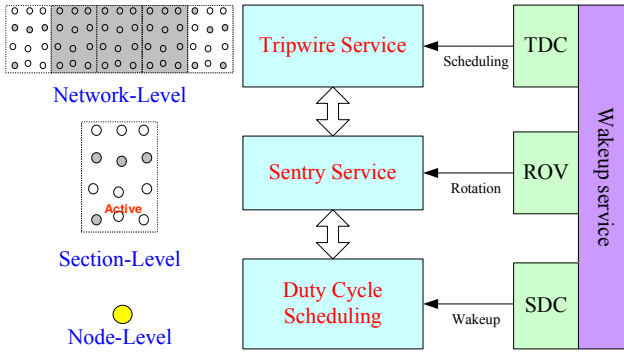 Tripwire Service
Scheduling
TDC
Network-Level
Sentry Service
Rotation
ROV
Wakeup service
Active
Section-Level
Duty Cycle
Scheduling
Wakeup
SDC
Node-Level